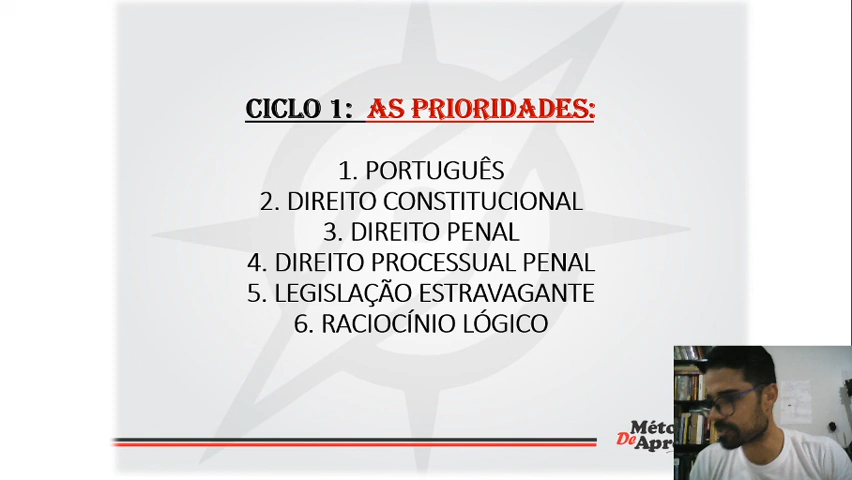 CICLO 1: AS PRIORIDADES:
1. PORTUGUÊS
2. DIREITO CONSTITUCIONAL
3. DIREITO PENAL
4. DIREITO PROCESSUAL PENAL
5. LEGISLAÇÃO ESTRAVAGANTE
6. RACIOCÍNIO LÓGICO
De